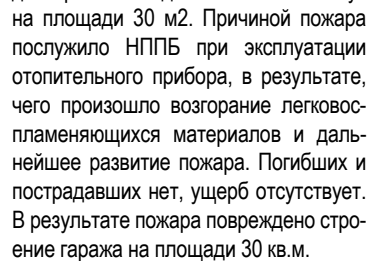 на площади 30 м2. Причиной пожара
послужило НППБ при эксплуатации
отопительного прибора, в результате,
чего произошло возгорание легковос-
пламеняющихся материалов и даль-
нейшее развитие пожара. Погибших и
пострадавших нет, ущерб отсутствует.
В результате пожара повреждено стро-
ение гаража на площади 30 кв.м.